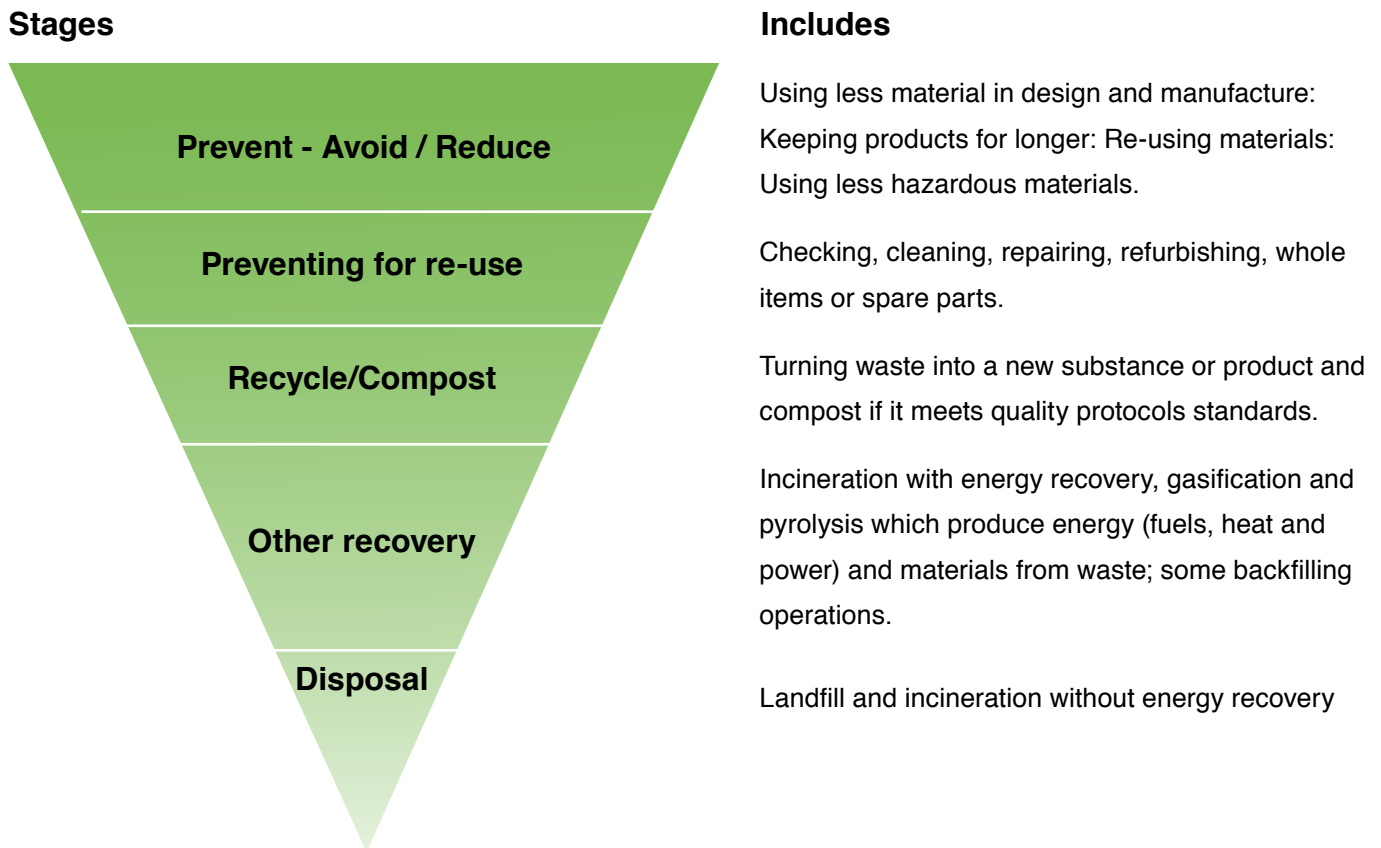 Stages
Includes
Prevent - Avoid / Reduce
Using less material in design and manufacture:
Keeping products for longer: Re-using materials:
Using less hazardous materials.
Preventing for re-use
Checking, cleaning, repairing, refurbishing, whole
items or spare parts.
Recycle/Compost
Turning waste into a new substance or product and
compost if it meets quality protocols standards.
Other recovery
Incineration with energy recovery, gasification and
pyrolysis which produce energy (fuels, heat and
power) and materials from waste; some backfilling
operations.
Disposal
Landfill and incineration without energy recovery